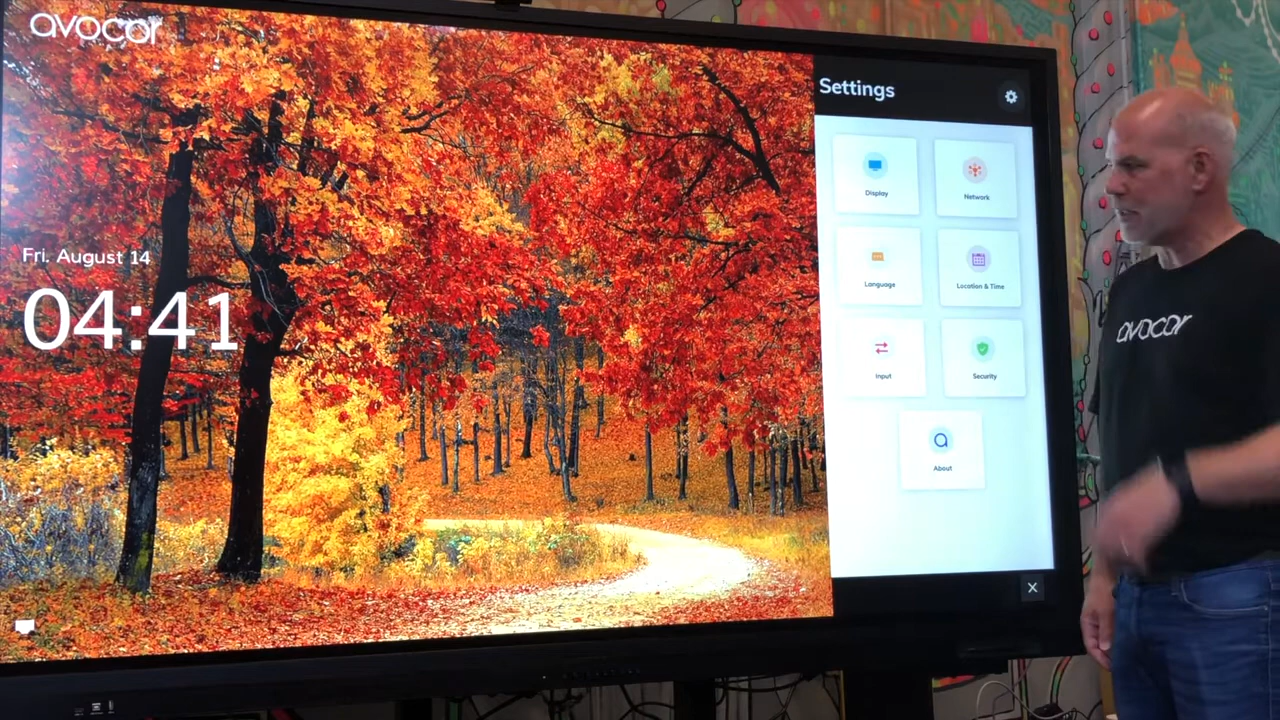 avocor
Fri. August 14
04:41
Settings
Display
Network
Language
Location & Time
Input
Security
About
X
avocor